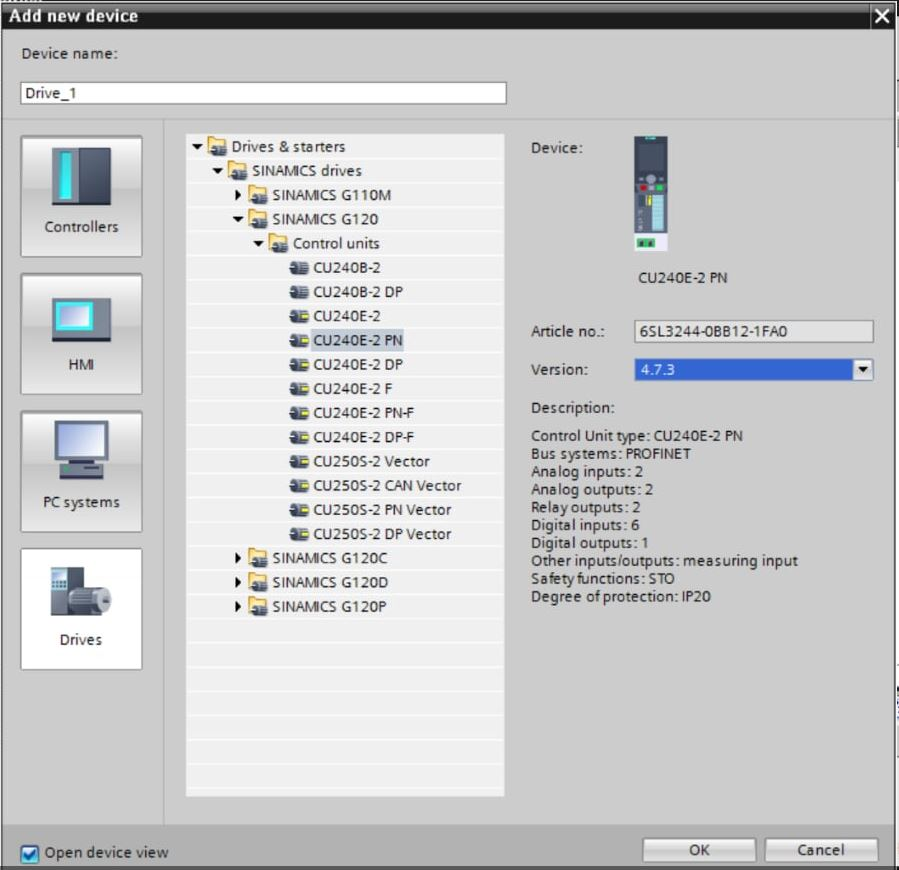 Add new device
Device name:
Drive_1
Controllers
HMI
PC systems
Drives
Drives & starters
SINAMICS drives
SINAMICS G110M
SINAMICS G120
Control units
CU240B-2
CU240B-2 DP
CU240E-2
CU240E-2 PN
CU240E-2 DP
CU240E-2 F
CU240E-2 PN-F
CU240E-2 DP-F
CU250S-2 Vector
CU250S-2 CAN Vector
CU250S-2 PN Vector
CU250S-2 DP Vector
SINAMICS G120C
SINAMICS G120D
SINAMICS G120P
Device:
CU240E-2 PN
Article no.: 6SL3244-0BB12-1FA0
Version: 4.7.3
Description:
Control Unit type: CU240E-2 PN
Bus systems: PROFINET
Analog inputs: 2
Analog outputs: 2
Relay outputs: 2
Digital inputs: 6
Digital outputs: 1
Other inputs/outputs: measuring input
Safety functions: STO
Degree of protection: IP20
Open device view
OK
Cancel